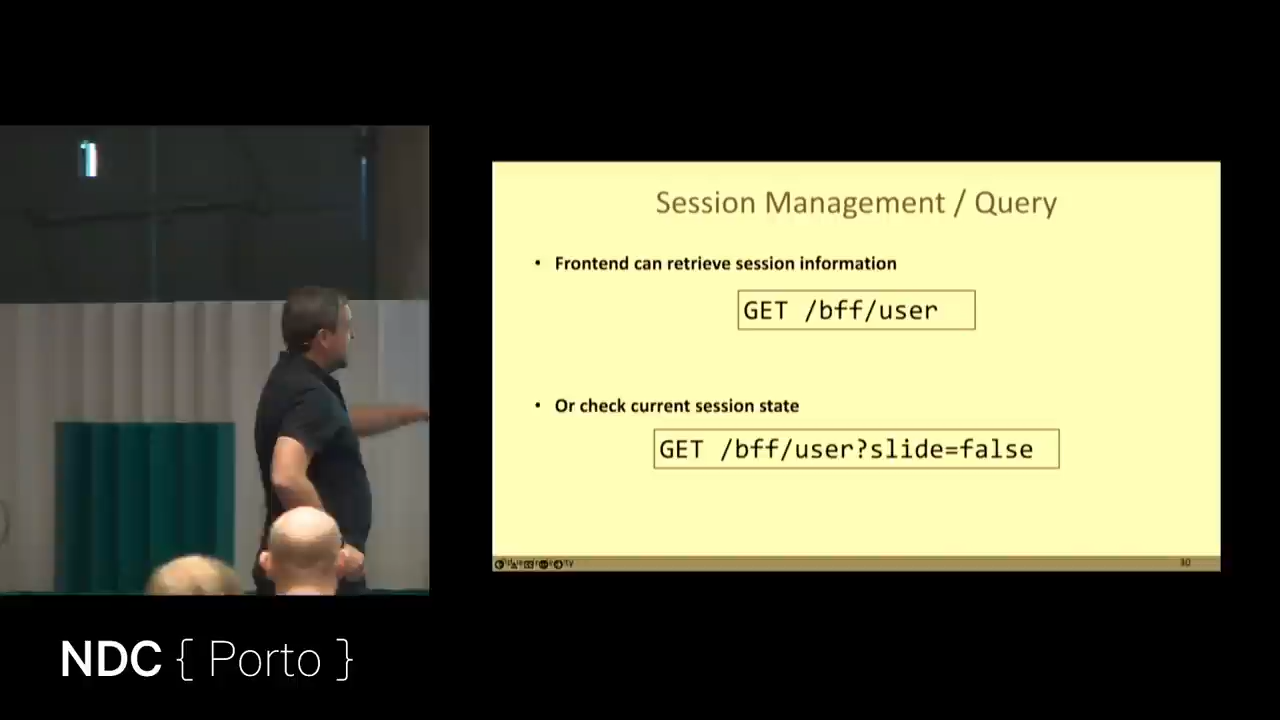 Session Management / Query
• Frontend can retrieve session information
GET /bff/user
• Or check current session state
GET /bff/user?slide=false
30
NDC { Porto }